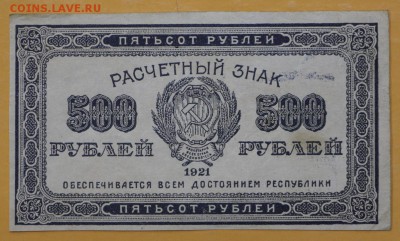 COINS.LAVE.RU
ПЯТЬСОТ РУБЛЕЙ
РАСЧЕТНЫЙ ЗНАК
500 500
РУБЛЕЙ РУБЛЕЙ
1921
ОБЕСПЕЧИВАЕТСЯ ВСЕМ ДОСТОЯНИЕМ РЕСПУБЛИКИ
ПЯТЬСОТ РУБЛЕЙ